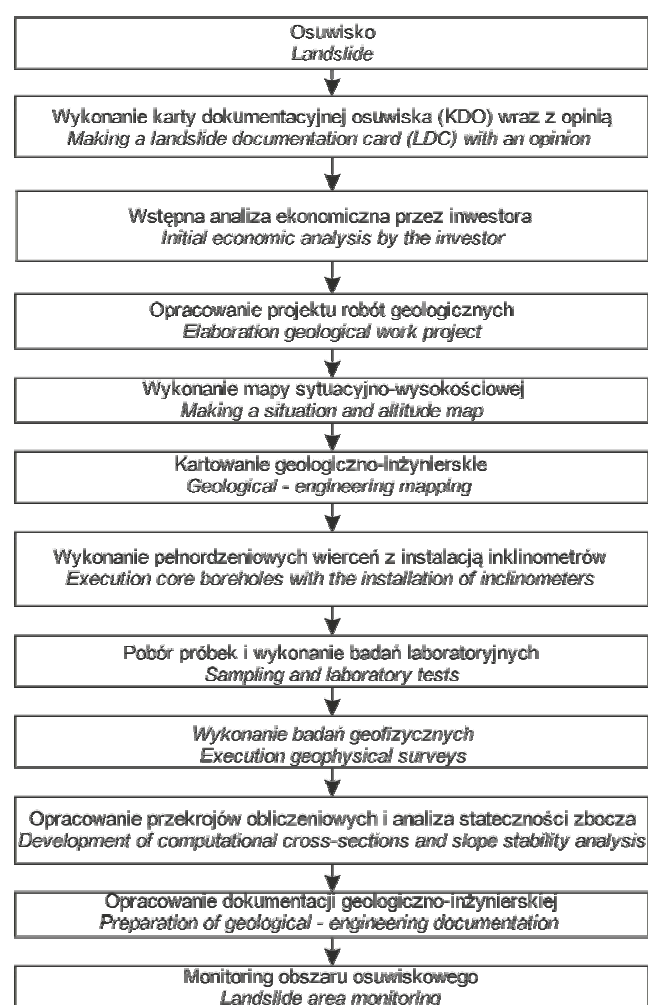 Osuwisko
Landslide
Wykonanie karty dokumentacyjnej osuwiska (KDO) wraz z opinią
Making a landslide documentation card (LDC) with an opinion
Wstępna analiza ekonomiczna przez inwestora
Initial economic analysis by the investor
Opracowanie projektu robót geologicznych
Elaboration geological work project
Wykonanie mapy sytuacyjno-wysokościowej
Making a situation and altitude map
Kartowanie geologiczno-inżynierskie
Geological - engineering mapping
Wykonanie pełnordzeniowych wierceń z instalacją inklinometrów
Execution core boreholes with the installation of inclinometers
Pobór próbek i wykonanie badań laboratoryjnych
Sampling and laboratory tests
Wykonanie badań geofizycznych
Execution geophysical surveys
Opracowanie przekrojów obliczeniowych i analiza stateczności zbocza
Development of computational cross-sections and slope stability analysis
Opracowanie dokumentacji geologiczno-inżynierskiej
Preparation of geological - engineering documentation
Monitoring obszaru osuwiskowego
Landslide area monitoring